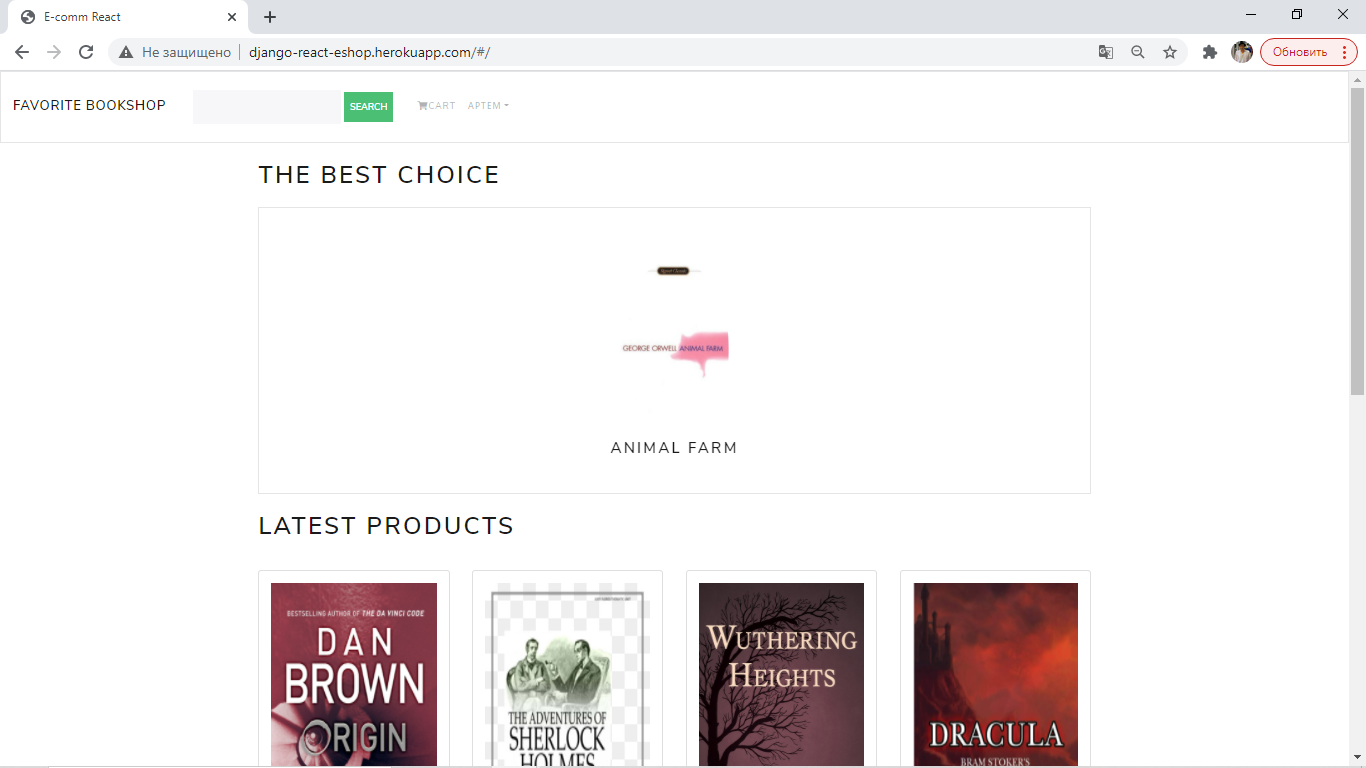 E-comm React
Не защищено
django-react-eshop.herokuapp.com/#/
Обновить
FAVORITE BOOKSHOP
SEARCH
CART
АРТЕМ
THE BEST CHOICE
GEORGE ORWELL ANIMAL FARM
ANIMAL FARM
LATEST PRODUCTS
BESTSELLING AUTHOR OF THE DA VINCI CODE
DAN
BROWN
ORIGIN
THE ADVENTURES OF
SHERLOCK
HOLMES
WUTHERING
HEIGHTS
DRACULA
BRAM STOKER'S